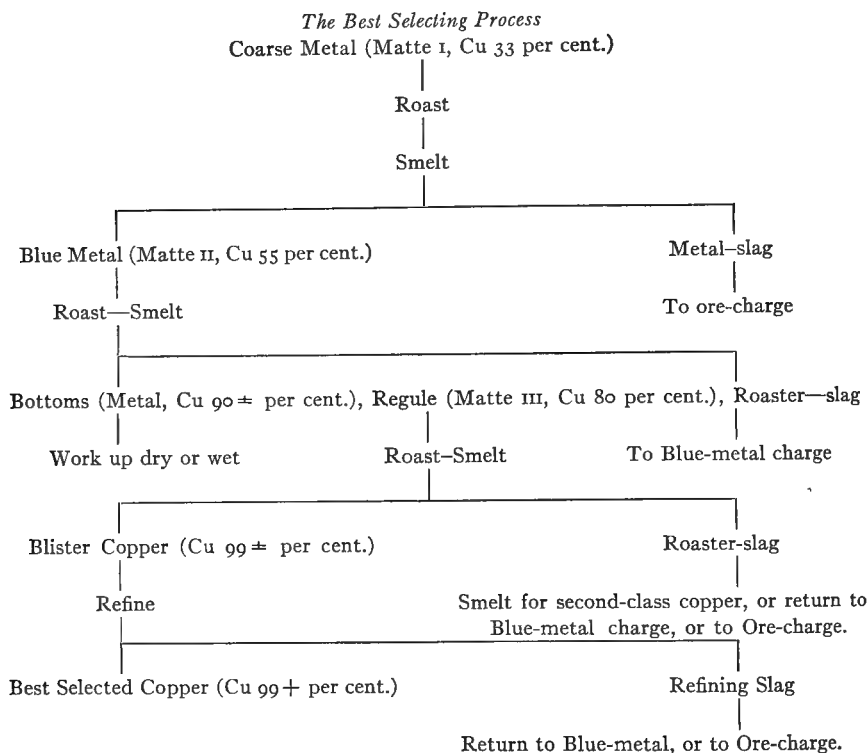 The Best Selecting Process
Coarse Metal (Matte I, Cu 33 per cent.)
Roast
Smelt
Blue Metal (Matte II, Cu 55 per cent.)
Metal-slag
Roast—Smelt
To ore-charge
Bottoms (Metal, Cu 90 ± per cent.), Regule (Matte III, Cu 80 per cent.), Roaster—slag
Work up dry or wet
Roast-Smelt
To Blue-metal charge
Blister Copper (Cu 99 ± per cent.)
Roaster-slag
Refine
Smelt for second-class copper, or return to
Blue-metal charge, or to Ore-charge.
Best Selected Copper (Cu 99 + per cent.)
Refining Slag
Return to Blue-metal, or to Ore-charge.